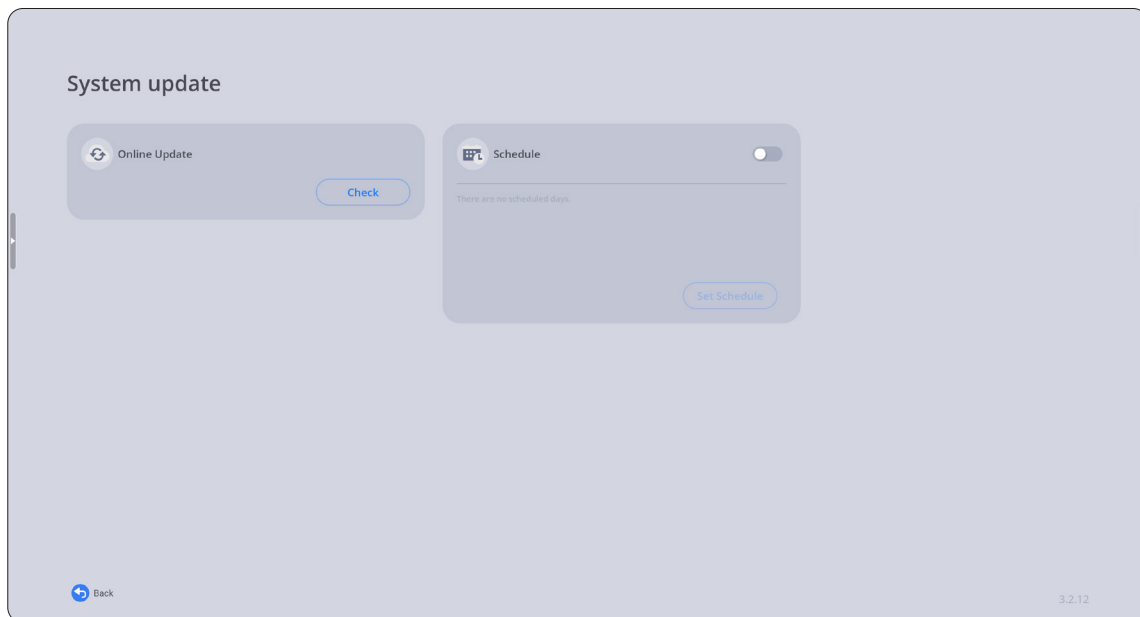 System update
Online Update
Check
Schedule
There are no scheduled days.
Set Schedule
Back
3.2.12